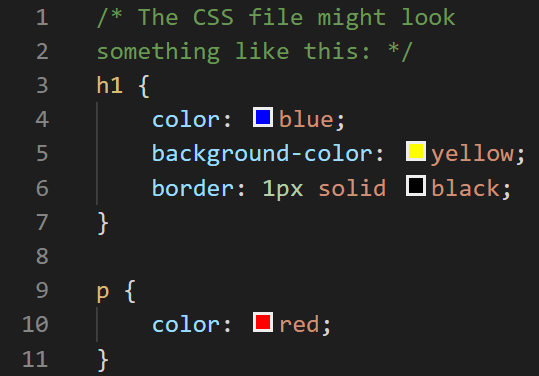 1 /* The CSS file might look
2 something like this: */
3 h1 {
4     color: blue;
5     background-color: yellow;
6     border: 1px solid black;
7 }
8
9 p {
10     color: red;
11 }